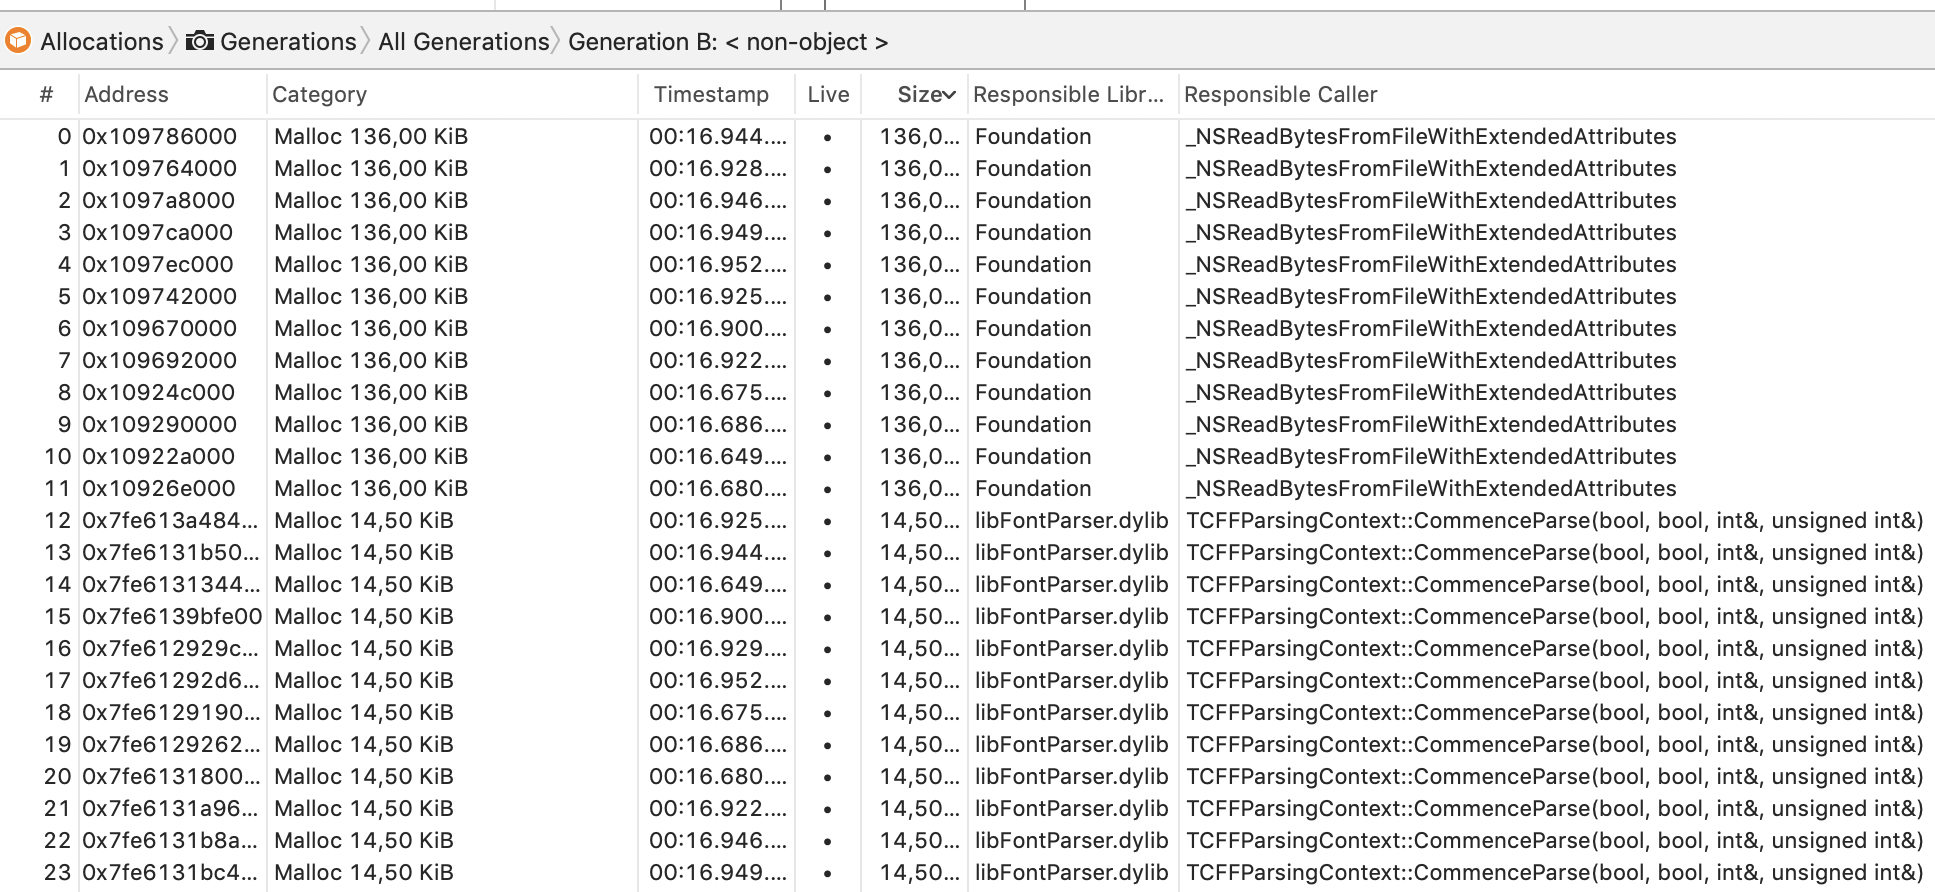 Allocations Generations All Generations Generation B: < non-object >
# Address Category Timestamp Live Size Responsible Libr... Responsible Caller
0 0x109786000 Malloc 136,00 KiB 00:16.944.... • 136,0... Foundation _NSReadBytesFromFileWithExtendedAttributes
1 0x109764000 Malloc 136,00 KiB 00:16.928.... • 136,0... Foundation _NSReadBytesFromFileWithExtendedAttributes
2 0x1097a8000 Malloc 136,00 KiB 00:16.946.... • 136,0... Foundation _NSReadBytesFromFileWithExtendedAttributes
3 0x1097ca000 Malloc 136,00 KiB 00:16.949.... • 136,0... Foundation _NSReadBytesFromFileWithExtendedAttributes
4 0x1097ec000 Malloc 136,00 KiB 00:16.952.... • 136,0... Foundation _NSReadBytesFromFileWithExtendedAttributes
5 0x109742000 Malloc 136,00 KiB 00:16.925.... • 136,0... Foundation _NSReadBytesFromFileWithExtendedAttributes
6 0x109670000 Malloc 136,00 KiB 00:16.900.... • 136,0... Foundation _NSReadBytesFromFileWithExtendedAttributes
7 0x109692000 Malloc 136,00 KiB 00:16.922.... • 136,0... Foundation _NSReadBytesFromFileWithExtendedAttributes
8 0x10924c000 Malloc 136,00 KiB 00:16.675.... • 136,0... Foundation _NSReadBytesFromFileWithExtendedAttributes
9 0x109290000 Malloc 136,00 KiB 00:16.686.... • 136,0... Foundation _NSReadBytesFromFileWithExtendedAttributes
10 0x10922a000 Malloc 136,00 KiB 00:16.649.... • 136,0... Foundation _NSReadBytesFromFileWithExtendedAttributes
11 0x10926e000 Malloc 136,00 KiB 00:16.680.... • 136,0... Foundation _NSReadBytesFromFileWithExtendedAttributes
12 0x7fe613a484... Malloc 14,50 KiB 00:16.925.... • 14,50... libFontParser.dylib TCFFParsingContext::CommenceParse(bool, bool, int&, unsigned int&)
13 0x7fe6131b50... Malloc 14,50 KiB 00:16.944.... • 14,50... libFontParser.dylib TCFFParsingContext::CommenceParse(bool, bool, int&, unsigned int&)
14 0x7fe6131344... Malloc 14,50 KiB 00:16.649.... • 14,50... libFontParser.dylib TCFFParsingContext::CommenceParse(bool, bool, int&, unsigned int&)
15 0x7fe6139bfe00 Malloc 14,50 KiB 00:16.900.... • 14,50... libFontParser.dylib TCFFParsingContext::CommenceParse(bool, bool, int&, unsigned int&)
16 0x7fe612929c... Malloc 14,50 KiB 00:16.929.... • 14,50... libFontParser.dylib TCFFParsingContext::CommenceParse(bool, bool, int&, unsigned int&)
17 0x7fe61292d6... Malloc 14,50 KiB 00:16.952.... • 14,50... libFontParser.dylib TCFFParsingContext::CommenceParse(bool, bool, int&, unsigned int&)
18 0x7fe6129190... Malloc 14,50 KiB 00:16.675.... • 14,50... libFontParser.dylib TCFFParsingContext::CommenceParse(bool, bool, int&, unsigned int&)
19 0x7fe6129262... Malloc 14,50 KiB 00:16.686.... • 14,50... libFontParser.dylib TCFFParsingContext::CommenceParse(bool, bool, int&, unsigned int&)
20 0x7fe6131800... Malloc 14,50 KiB 00:16.680.... • 14,50... libFontParser.dylib TCFFParsingContext::CommenceParse(bool, bool, int&, unsigned int&)
21 0x7fe6131a96... Malloc 14,50 KiB 00:16.922.... • 14,50... libFontParser.dylib TCFFParsingContext::CommenceParse(bool, bool, int&, unsigned int&)
22 0x7fe6131b8a... Malloc 14,50 KiB 00:16.946.... • 14,50... libFontParser.dylib TCFFParsingContext::CommenceParse(bool, bool, int&, unsigned int&)
23 0x7fe6131bc4... Malloc 14,50 KiB 00:16.949.... • 14,50... libFontParser.dylib TCFFParsingContext::CommenceParse(bool, bool, int&, unsigned int&)